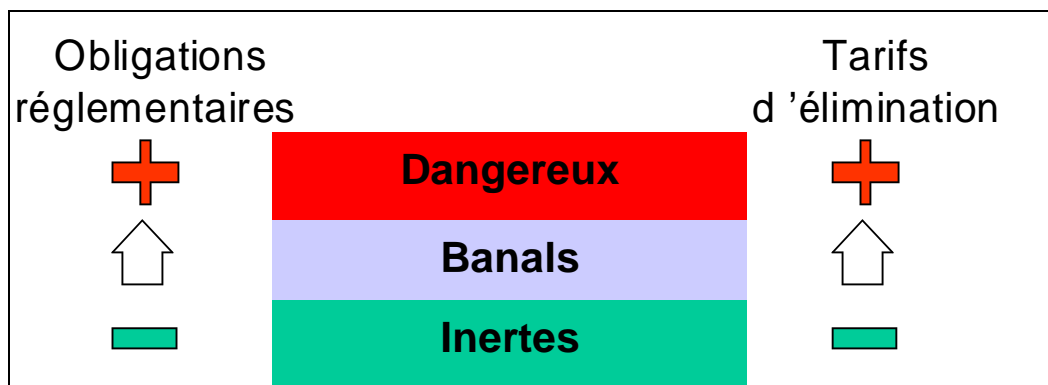 Obligations
réglementaires
Tarifs
d ’élimination
Dangereux
Banals
Inertes